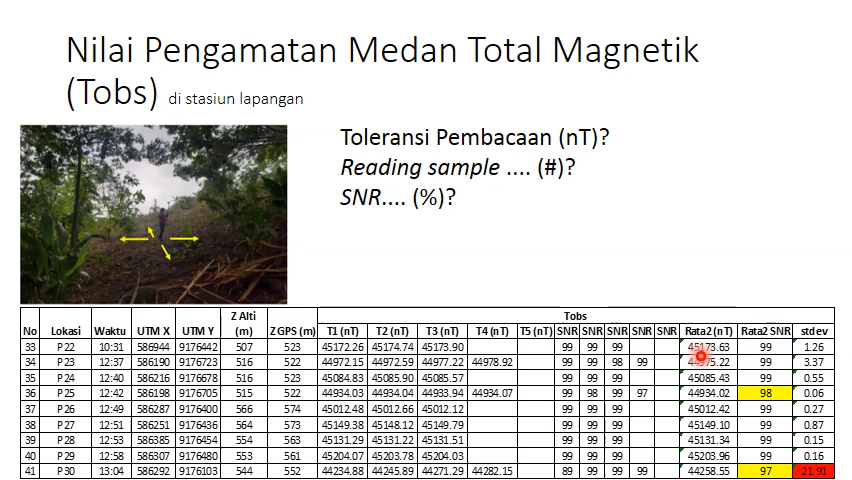 Nilai Pengamatan Medan Total Magnetik
(Tobs) di stasiun lapangan
Toleransi Pembacaan (nT)?
Reading sample .... (#)?
SNR.... (%)?
No Lokasi Waktu UTM X UTM Y Z Alti (m) Z GPS (m) Tobs
T1 (nT) T2 (nT) T3 (nT) T4 (nT) T5 (nT) SNR SNR SNR SNR SNR Rata2 (nT) Rata2 SNR stdev
33 P22 10:31 586944 9176442 507 523 45172.26 45174.74 45173.90 99 99 99 45173.63 99 1.26
34 P23 12:37 586190 9176723 516 522 44972.15 44972.59 44977.22 44978.92 99 99 98 99 99 3.37
35 P24 12:40 586216 9176678 516 523 45084.83 45085.90 45085.57 99 99 99 45085.43 99 0.55
36 P25 12:42 586198 9176705 515 522 44934.03 44934.04 44933.94 44934.07 99 98 99 97 44934.02 98 0.06
37 P26 12:49 586287 9176400 566 574 45012.48 45012.66 45012.12 99 99 99 45012.42 99 0.27
38 P27 12:51 586251 9176436 564 573 45149.38 45148.12 45149.79 99 99 99 45149.10 99 0.87
39 P28 12:53 586385 9176454 554 563 45131.29 45131.22 45131.51 99 99 99 45131.34 99 0.15
40 P29 12:58 586307 9176480 553 561 45204.07 45203.78 45204.03 99 99 99 45203.96 99 0.16
41 P30 13:04 586292 9176103 544 552 44234.88 44245.89 44271.29 44282.15 89 99 99 99 44258.55 97 21.91